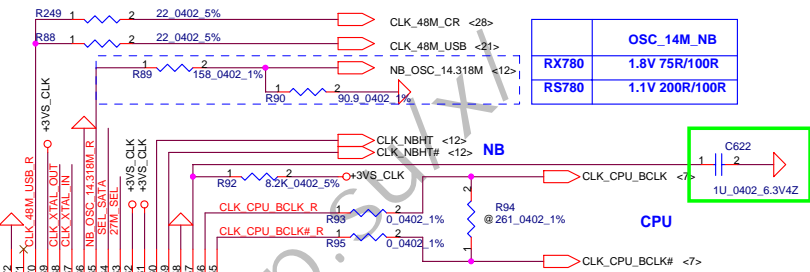 R249 1 2 22_0402_5% CLK_48M_CR <28>
R88 1 2 22_0402_5% CLK_48M_USB <21>
R89 1 2 158_0402_1% NB_OSC_14.318M <12>
R90 1 2 90.9_0402_1%
OSC_14M_NB
RX780 1.8V 75R/100R
RS780 1.1V 200R/100R
+3VS_CLK
CLK_48M_USB_R
CLK_XTAL_OUT
CLK_XTAL_IN
NB_OSC_14.318M_R
SEL_SATA
27M_SEL
+3VS_CLK
+3VS_CLK
CLK_NBHT <12>
CLK_NBHT# <12>
NB
R92 1 2 8.2K_0402_5% +3VS_CLK
C622
1 2
1U_0402_6.3V4Z
CLK_CPU_BCLK_R R93 1 2 0_0402_1% CLK_CPU_BCLK <7>
R94
@ 261_0402_1%
1 2
CPU
CLK_CPU_BCLK#_R R95 1 2 0_0402_1% CLK_CPU_BCLK# <7>